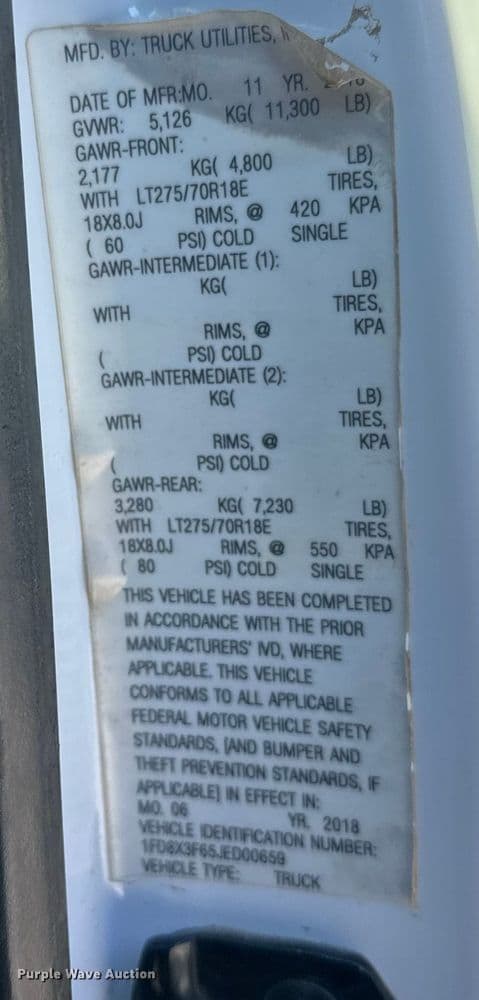 MFD. BY: TRUCK UTILITIES,
DATE OF MFR:MO. 11 YR.
GVWR: 5,126 KG( 11,300 LB)
GAWR-FRONT:
2,177 KG( 4,800 LB)
WITH LT275/70R18E TIRES,
18X8.0J RIMS, @ 420 KPA
( 60 PSI) COLD SINGLE
GAWR-INTERMEDIATE (1):
KG( LB)
WITH TIRES,
RIMS, @ KPA
( PSI) COLD
GAWR-INTERMEDIATE (2):
KG( LB)
WITH TIRES,
RIMS, @ KPA
( PSI) COLD
GAWR-REAR:
3,280 KG( 7,230 LB)
WITH LT275/70R18E TIRES,
18X8.0J RIMS, @ 550 KPA
( 80 PSI) COLD SINGLE
THIS VEHICLE HAS BEEN COMPLETED
IN ACCORDANCE WITH THE PRIOR
MANUFACTURERS' IVD, WHERE
APPLICABLE. THIS VEHICLE
CONFORMS TO ALL APPLICABLE
FEDERAL MOTOR VEHICLE SAFETY
STANDARDS, [AND BUMPER AND
THEFT PREVENTION STANDARDS, IF
APPLICABLE] IN EFFECT IN:
MO. 06 YR. 2018
VEHICLE IDENTIFICATION NUMBER:
1FD8X3F65JED00659
VEHICLE TYPE: TRUCK
Purple Wave Auction